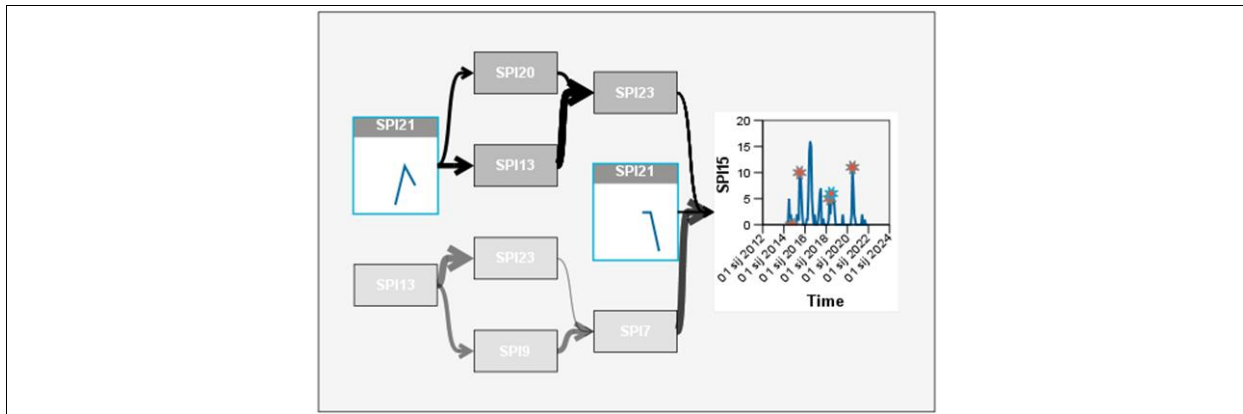 SPI20
SPI23
SPI21
SPI13
SPI21
SPI23
SPI13
SPI9
SPI7
SPI15
20
15
10
5
0
01 sij 2012
01 sij 2014
01 sij 2016
01 sij 2018
01 sij 2020
01 sij 2022
01 sij 2024
Time